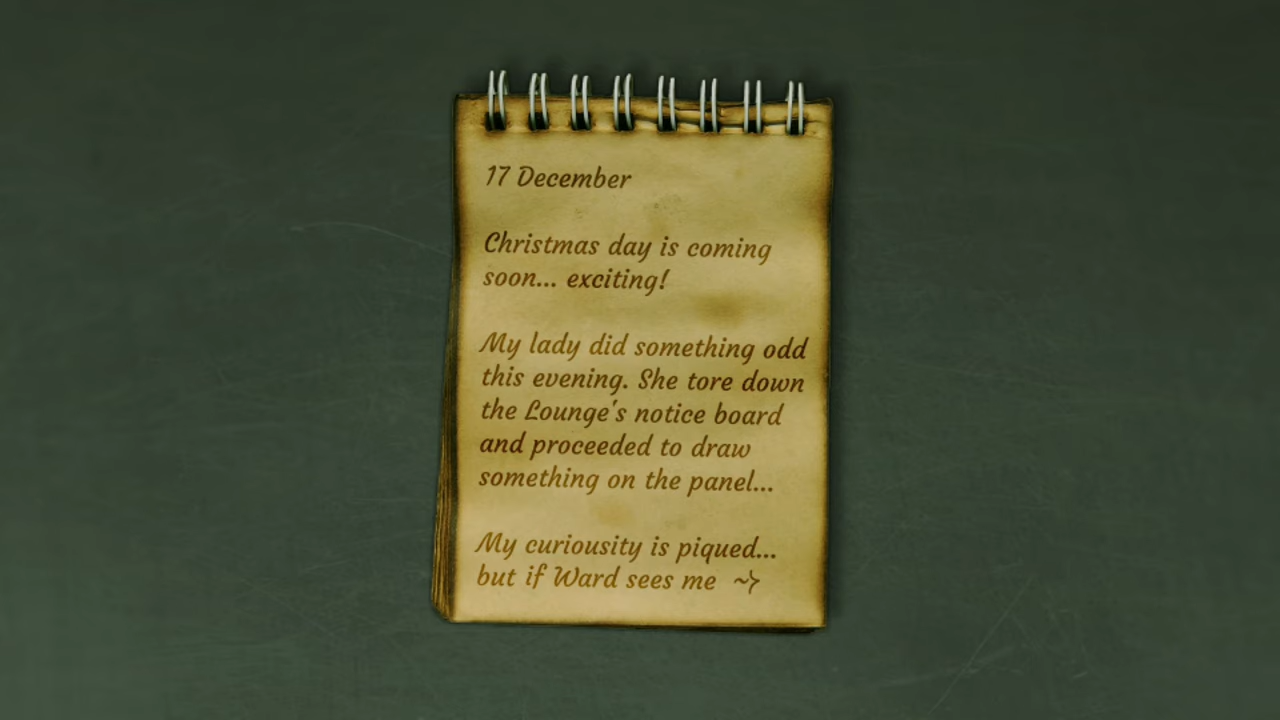 17 December
Christmas day is coming
soon... exciting!
My lady did something odd
this evening. She tore down
the Lounge's notice board
and proceeded to draw
something on the panel...
My curiousity is piqued...
but if Ward sees me ~>